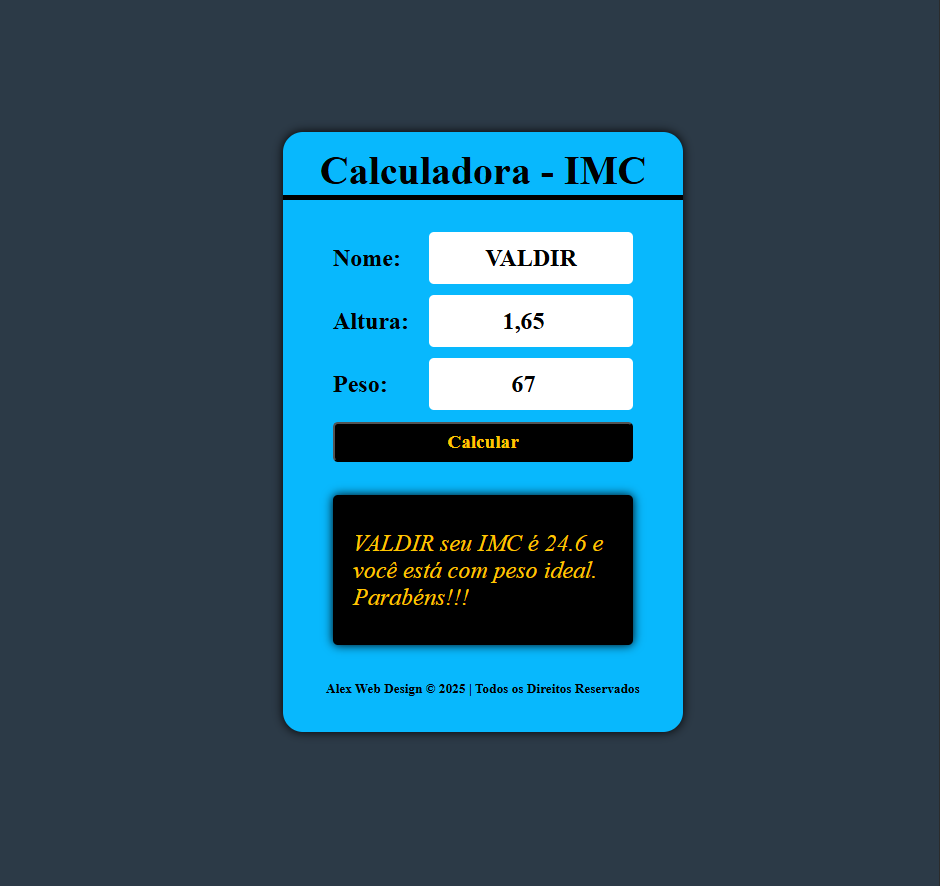 Calculadora - IMC
Nome: VALDIR
Altura: 1,65
Peso: 67
Calcular
VALDIR seu IMC é 24.6 e
você está com peso ideal.
Parabéns!!!
Alex Web Design © 2025 | Todos os Direitos Reservados